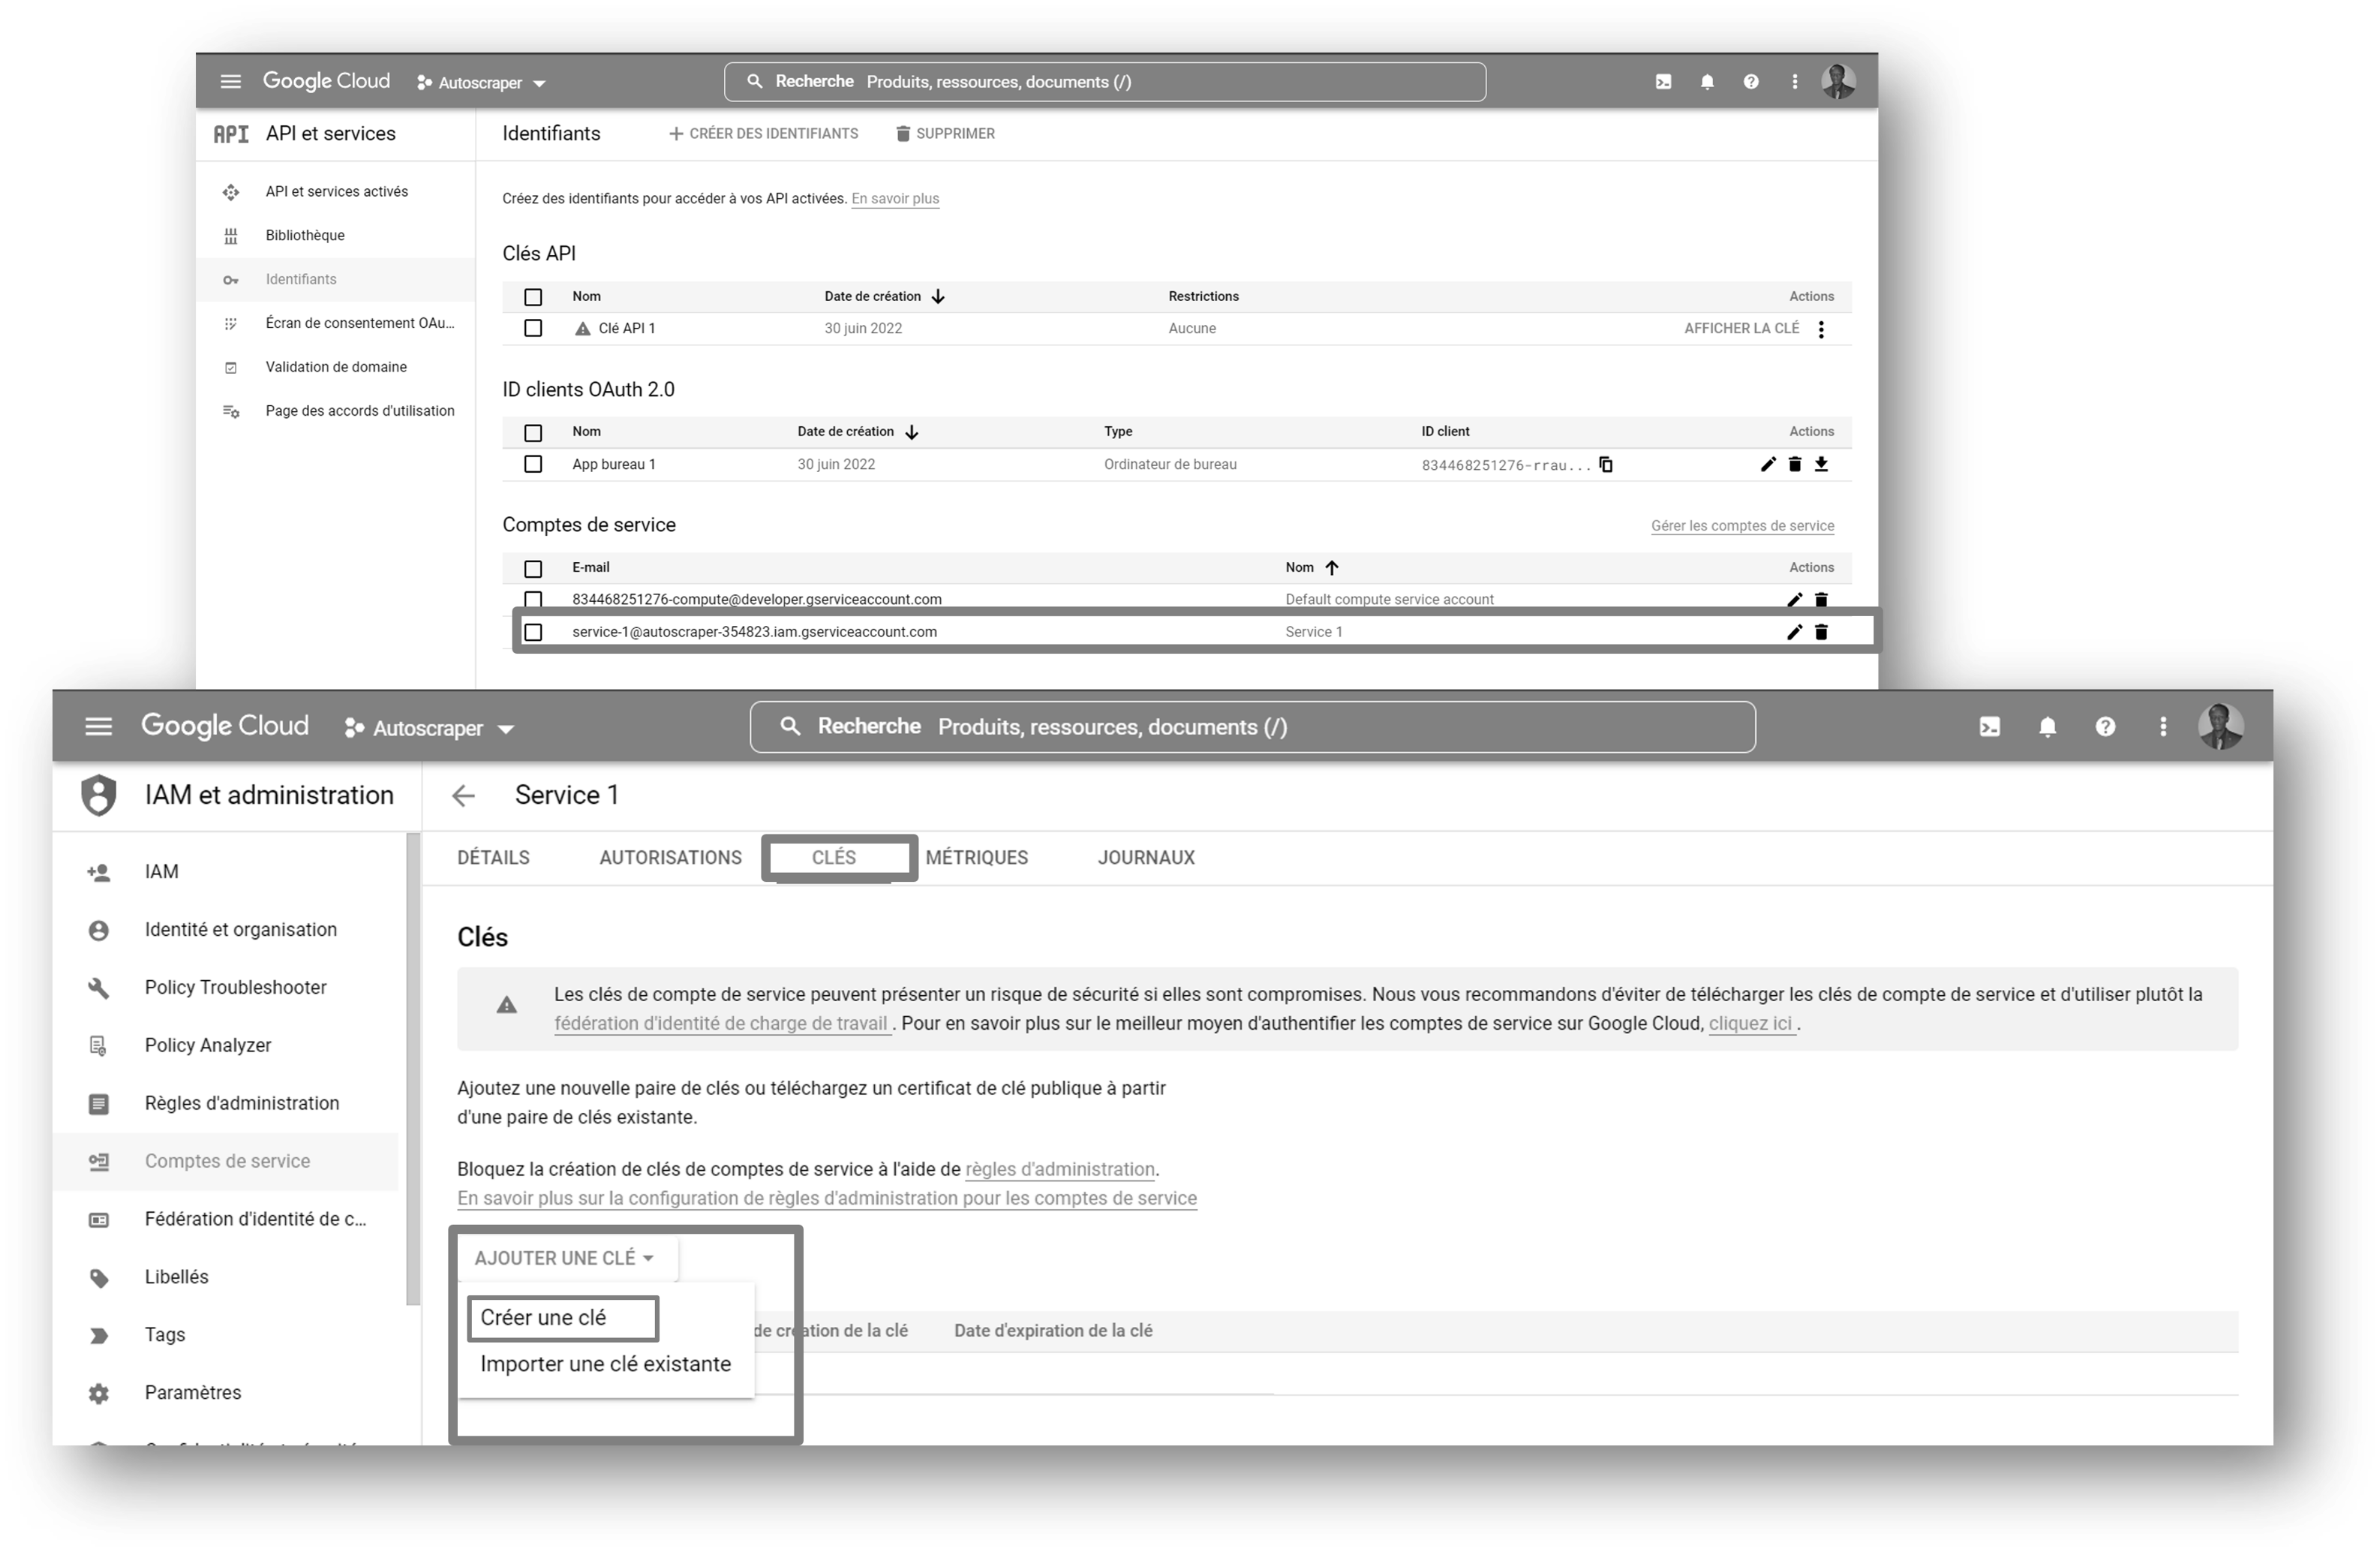 Google Cloud Autoscraper Recherche Produits, ressources, documents (/)
API API et services Identifiants + CRÉER DES IDENTIFIANTS SUPPRIMER
API et services activés
Bibliothèque
Identifiants
Écran de consentement OAu...
Validation de domaine
Page des accords d'utilisation
Créez des identifiants pour accéder à vos API activées. En savoir plus
Clés API
Nom Date de création Restrictions Actions
Clé API 1 30 juin 2022 Aucune AFFICHER LA CLÉ
ID clients OAuth 2.0
Nom Date de création Type ID client Actions
App bureau 1 30 juin 2022 Ordinateur de bureau 834468251276-rrau...
Comptes de service Gérer les comptes de service
E-mail Nom Actions
834468251276-compute@developer.gserviceaccount.com Default compute service account
service-1@autoscraper-354823.iam.gserviceaccount.com Service 1
Google Cloud Autoscraper Recherche Produits, ressources, documents (/)
IAM et administration Service 1
IAM
Identité et organisation
Policy Troubleshooter
Policy Analyzer
Règles d'administration
Comptes de service
Fédération d'identité de c...
Libellés
Tags
Paramètres
DÉTAILS AUTORISATIONS CLÉS MÉTRIQUES JOURNAUX
Clés
Les clés de compte de service peuvent présenter un risque de sécurité si elles sont compromises. Nous vous recommandons d'éviter de télécharger les clés de compte de service et d'utiliser plutôt la
fédération d'identité de charge de travail . Pour en savoir plus sur le meilleur moyen d'authentifier les comptes de service sur Google Cloud, cliquez ici .
Ajoutez une nouvelle paire de clés ou téléchargez un certificat de clé publique à partir
d'une paire de clés existante.
Bloquez la création de clés de comptes de service à l'aide de règles d'administration.
En savoir plus sur la configuration de règles d'administration pour les comptes de service
AJOUTER UNE CLÉ
Créer une clé
de création de la clé Date d'expiration de la clé
Importer une clé existante